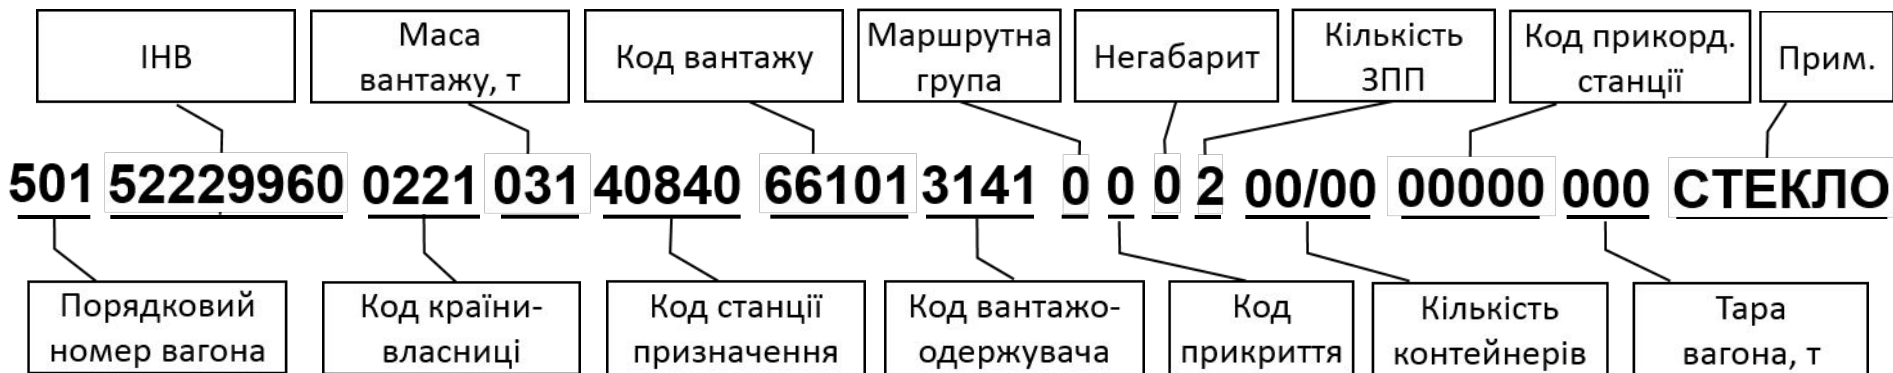 ІНВ
Маса
вантажу, т
Код вантажу
Маршрутна
група
Негабарит
Кількість
ЗПП
Код прикорд.
станції
Прим.
501 52229960 0221 031 40840 66101 3141 0 0 0 2 00/00 00000 000 СТЕКЛО
Порядковий
номер вагона
Код країни-
власниці
Код станції
призначення
Код вантажо-
одержувача
Код
прикриття
Кількість
контейнерів
Тара
вагона, т